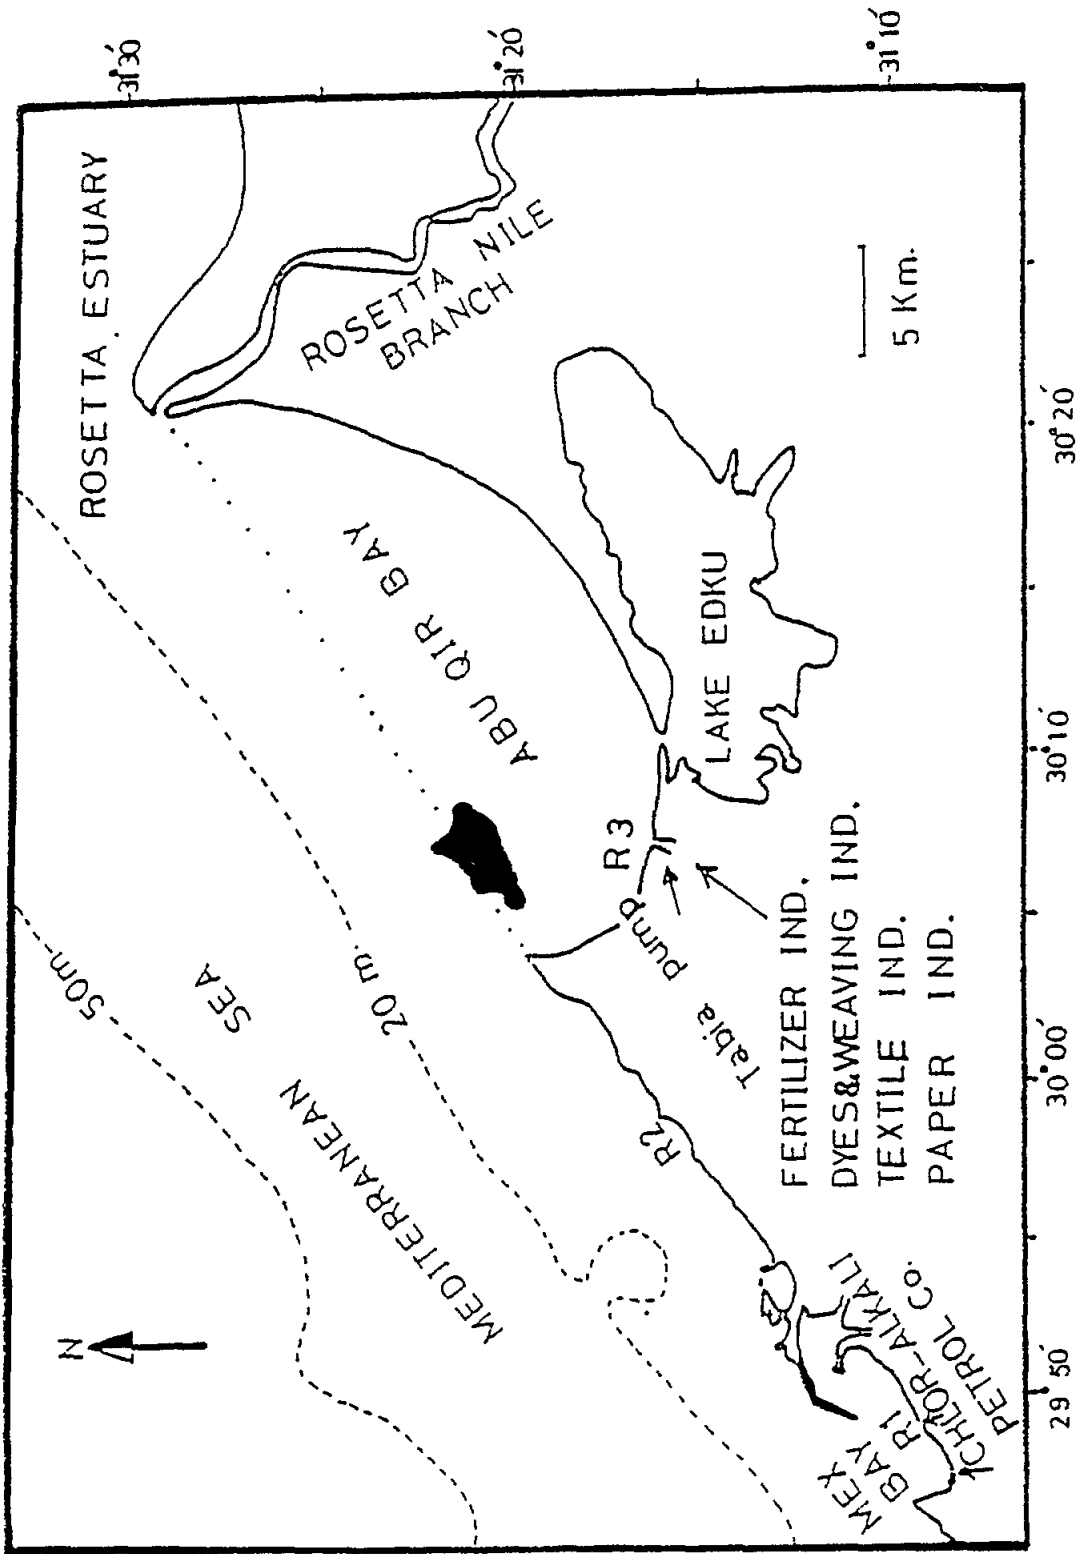 N
50m
20 m.
MEDITERRANEAN
SEA
ROSETTA ESTUARY
ROSETTA NILE
BRANCH
ABU QIR BAY
LAKE EDKU
5 Km.
R3
R2
Tabia pump
FERTILIZER IND.
DYES&WEAVING IND.
TEXTILE IND.
PAPER IND.
MEX
BAY R1
CHLOR-ALKALI
PETROL Co.
31°30'
31°20'
31°10'
29°50'
30°00'
30°10'
30°20'